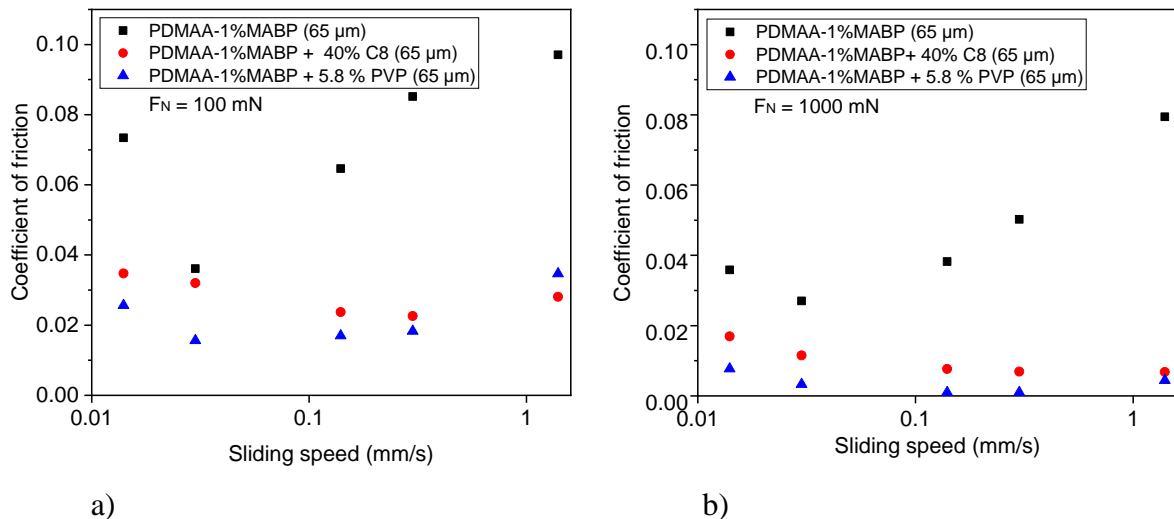 PDMAA-1%MABP (65 µm)
PDMAA-1%MABP + 40% C8 (65 µm)
PDMAA-1%MABP + 5.8 % PVP (65 µm)
FN = 100 mN
Coefficient of friction
0.10
0.08
0.06
0.04
0.02
0.00
0.01
0.1
1
Sliding speed (mm/s)
a)
PDMAA-1%MABP (65 µm)
PDMAA-1%MABP+ 40% C8 (65 µm)
PDMAA-1%MABP + 5.8 % PVP (65 µm)
FN = 1000 mN
Coefficient of friction
0.10
0.08
0.06
0.04
0.02
0.00
0.01
0.1
1
Sliding speed (mm/s)
b)